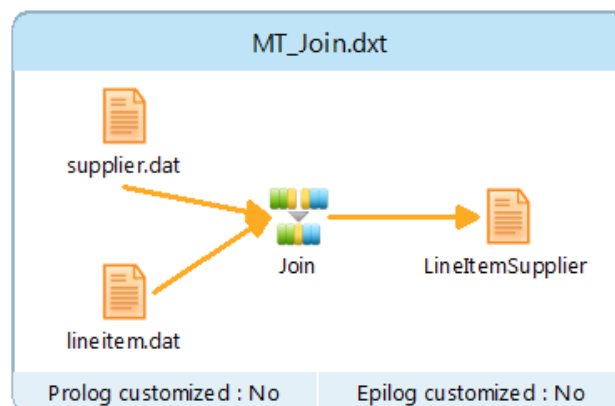 MT_Join.dxt
supplier.dat
Join
LineItemSupplier
lineitem.dat
Prolog customized : No
Epilog customized : No